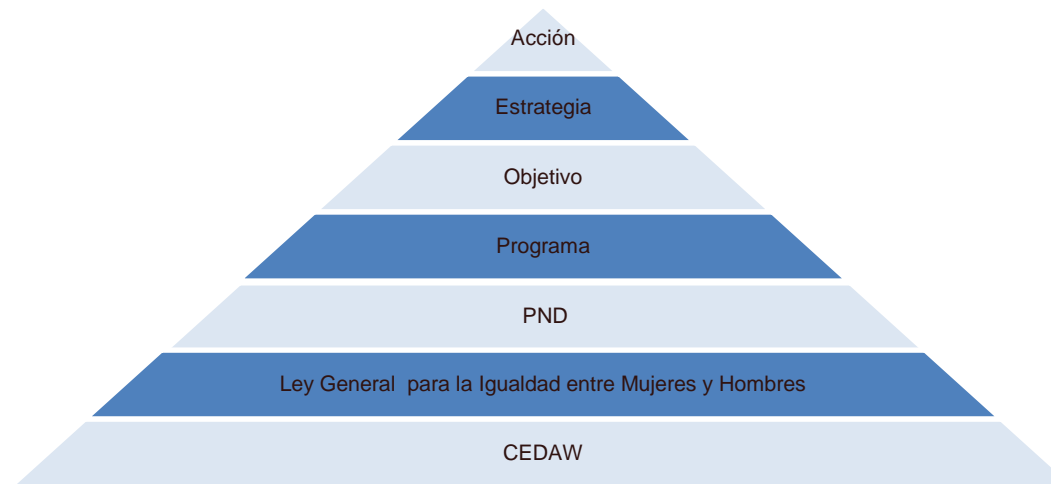 Acción
Estrategia
Objetivo
Programa
PND
Ley General  para la Igualdad entre Mujeres y Hombres
CEDAW